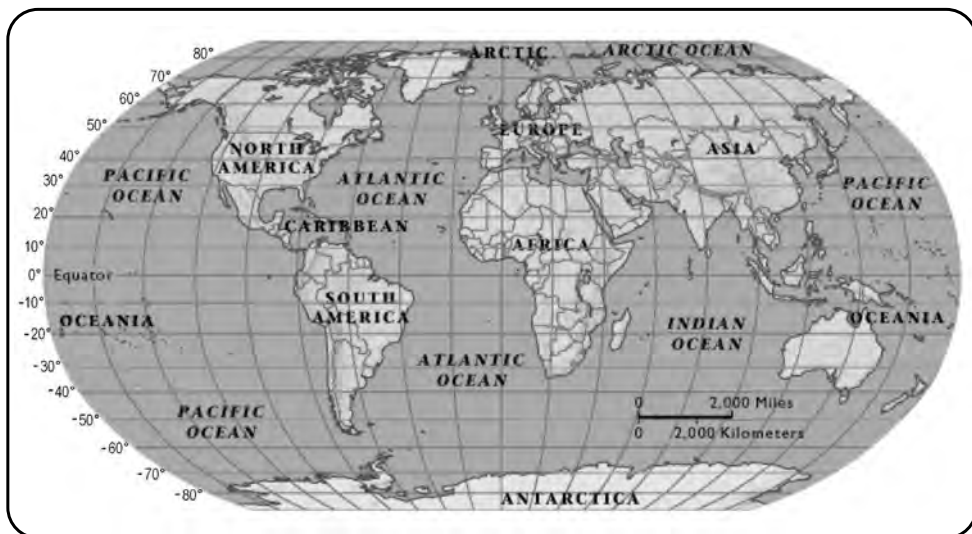 80°
ARCTIC
ARCTIC OCEAN
70°
60°
50°
EUROPE
NORTH
AMERICA
ASIA
40°
PACIFIC
OCEAN
ATLANTIC
OCEAN
PACIFIC
OCEAN
30°
20°
CARIBBEAN
10°
AFRICA
0°
Equator
-10°
SOUTH
AMERICA
OCEANIA
OCEANIA
-20°
INDIAN
OCEAN
-30°
ATLANTIC
OCEAN
-40°
PACIFIC
OCEAN
0 2,000 Miles
0 2,000 Kilometers
-50°
-60°
-70°
-80°
ANTARCTICA